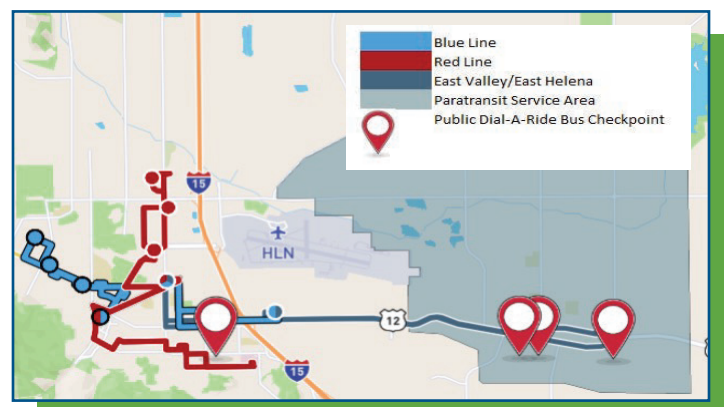 Blue Line
Red Line
East Valley/East Helena
Paratransit Service Area
Public Dial-A-Ride Bus Checkpoint
15
HLN
12
15